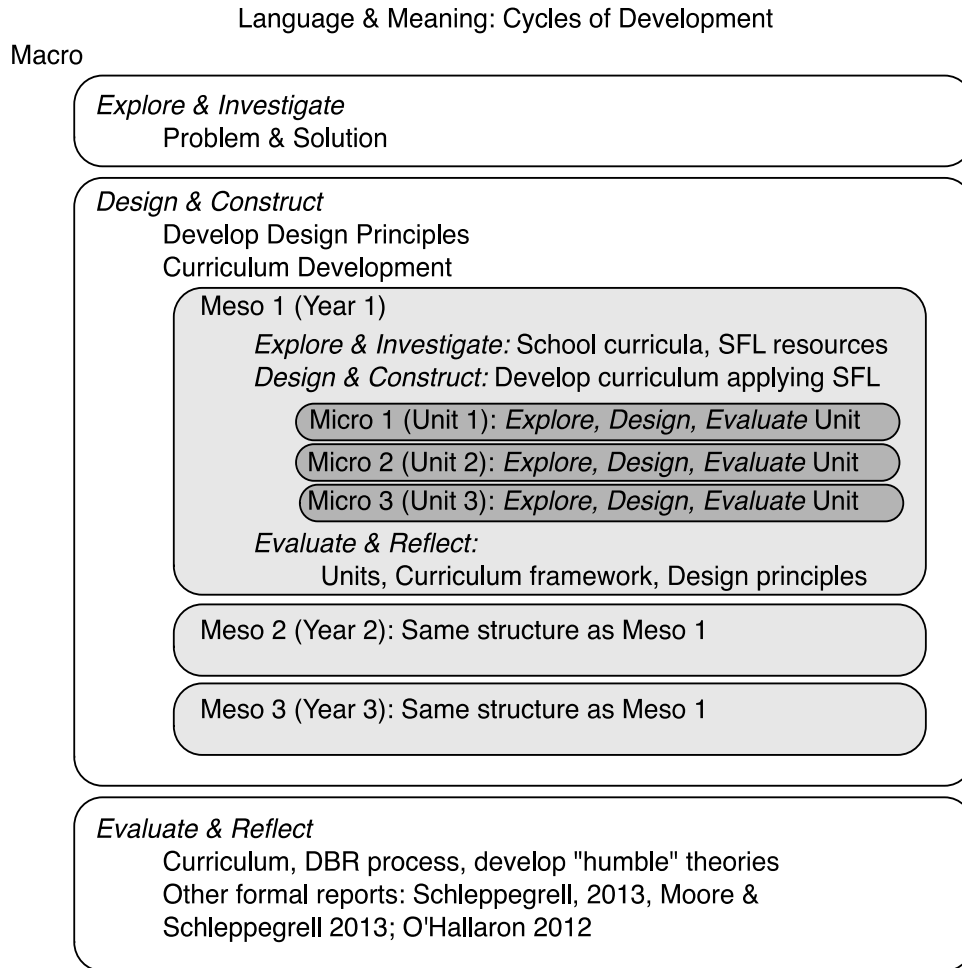 Language & Meaning: Cycles of Development
Macro
Explore & Investigate
Problem & Solution
Design & Construct
Develop Design Principles
Curriculum Development
Meso 1 (Year 1)
Explore & Investigate: School curricula, SFL resources
Design & Construct: Develop curriculum applying SFL
Micro 1 (Unit 1): Explore, Design, Evaluate Unit
Micro 2 (Unit 2): Explore, Design, Evaluate Unit
Micro 3 (Unit 3): Explore, Design, Evaluate Unit
Evaluate & Reflect:
Units, Curriculum framework, Design principles
Meso 2 (Year 2): Same structure as Meso 1
Meso 3 (Year 3): Same structure as Meso 1
Evaluate & Reflect
Curriculum, DBR process, develop "humble" theories
Other formal reports: Schleppegrell, 2013, Moore &
Schleppegrell 2013; O'Hallaron 2012